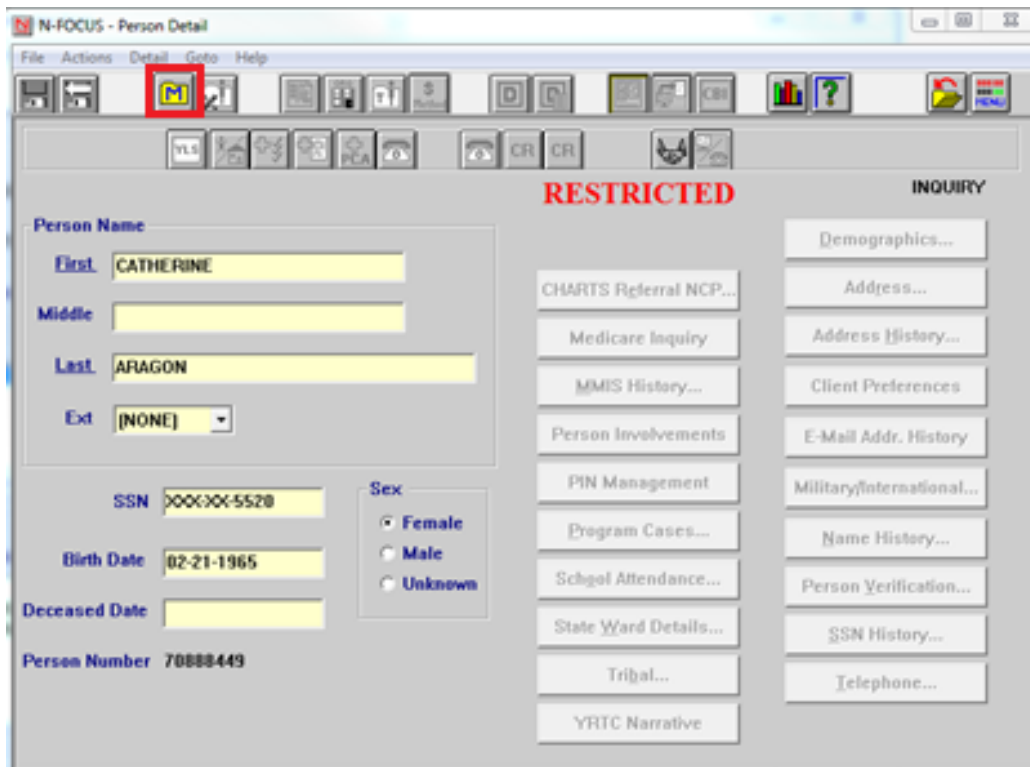 N-FOCUS - Person Detail
File Actions Detail Goto Help
M T $ D D CBI ? MENU
YLS PCA CR CR
RESTRICTED
INQUIRY
Person Name
First CATHERINE
Middle
Last ARAGON
Ext (NONE)
SSN XXX-XX-5520
Birth Date 02-21-1965
Deceased Date
Person Number 70888449
Sex
Female
Male
Unknown
CHARTS Referral NCP...
Medicare Inquiry
MMIS History...
Person Involvements
PIN Management
Program Cases...
School Attendance...
State Ward Details...
Tribal...
YRTC Narrative
Demographics...
Address...
Address History...
Client Preferences
E-Mail Addr. History
Military/International...
Name History...
Person Verification...
SSN History...
Telephone...